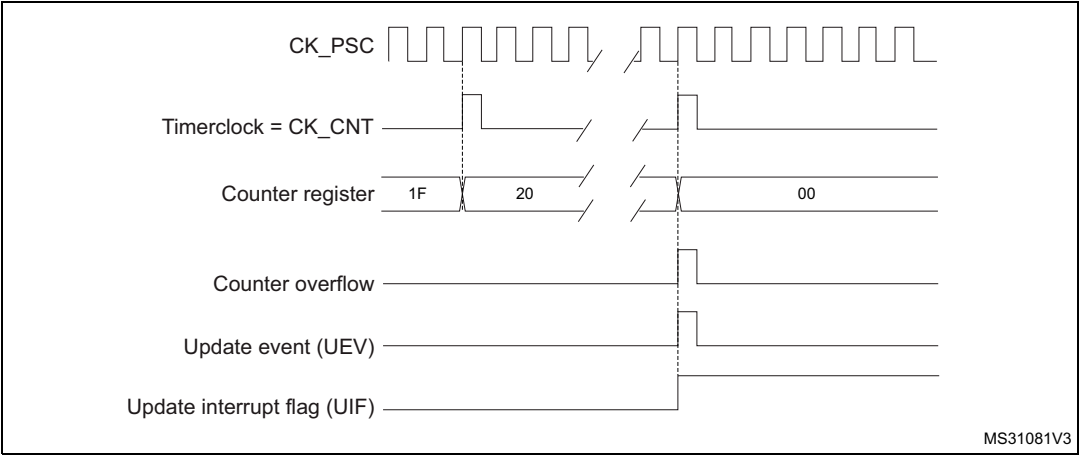 CK_PSC
Timerclock = CK_CNT
Counter register 1F 20 00
Counter overflow
Update event (UEV)
Update interrupt flag (UIF)
MS31081V3